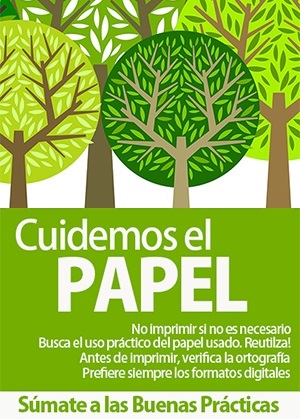 Cuidemos el
PAPEL
No imprimir si no es necesario
Busca el uso práctico del papel usado. Reutilza!
Antes de imprimir, verifica la ortografía
Prefiere siempre los formatos digitales
Súmate a las Buenas Prácticas